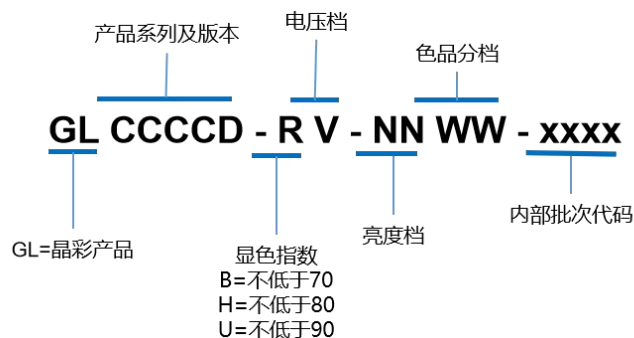 产品系列及版本
电压档
色品分档
GL CCCCD - R V - NN WW - xxxx
GL=晶彩产品
显色指数
B=不低于70
H=不低于80
U=不低于90
亮度档
内部批次代码